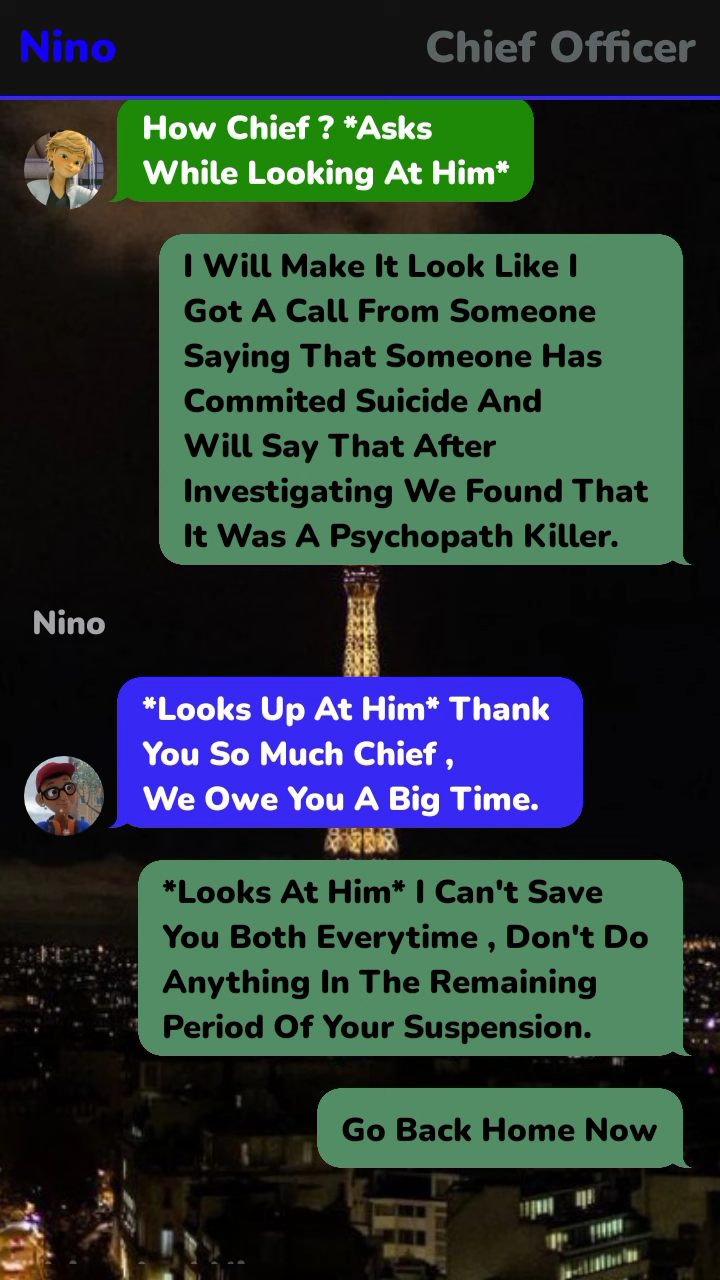 Nino
Chief Officer
How Chief ? *Asks
While Looking At Him*
I Will Make It Look Like I
Got A Call From Someone
Saying That Someone Has
Commited Suicide And
Will Say That After
Investigating We Found That
It Was A Psychopath Killer.
Nino
*Looks Up At Him* Thank
You So Much Chief ,
We Owe You A Big Time.
*Looks At Him* I Can't Save
You Both Everytime , Don't Do
Anything In The Remaining
Period Of Your Suspension.
Go Back Home Now